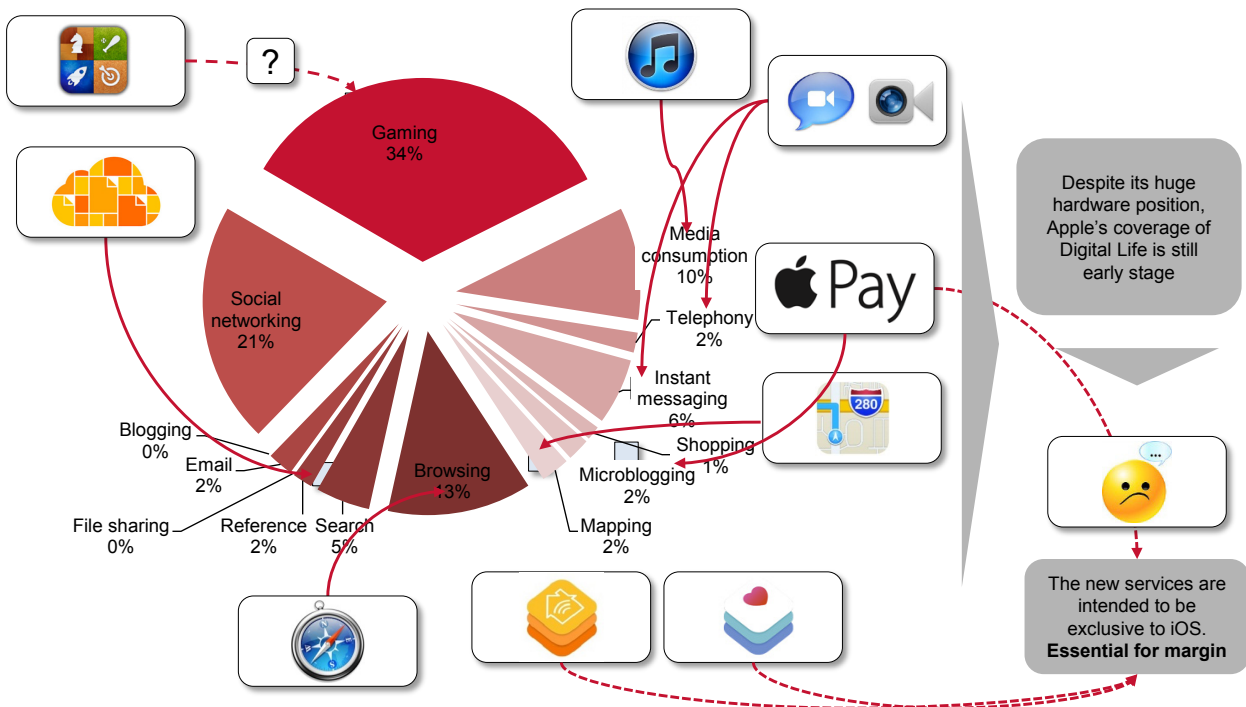 ?
Gaming
34%
Media
consumption
10%
Pay
Despite its huge
hardware position,
Apple's coverage of
Digital Life is still
early stage
Social
networking
21%
Telephony
2%
Instant
messaging
6%
280
Shopping
1%
Microblogging
2%
Mapping
2%
Browsing
13%
Search
5%
Reference
2%
File sharing
0%
Email
2%
Blogging
0%
...
N
S
The new services are
intended to be
exclusive to iOS.
Essential for margin